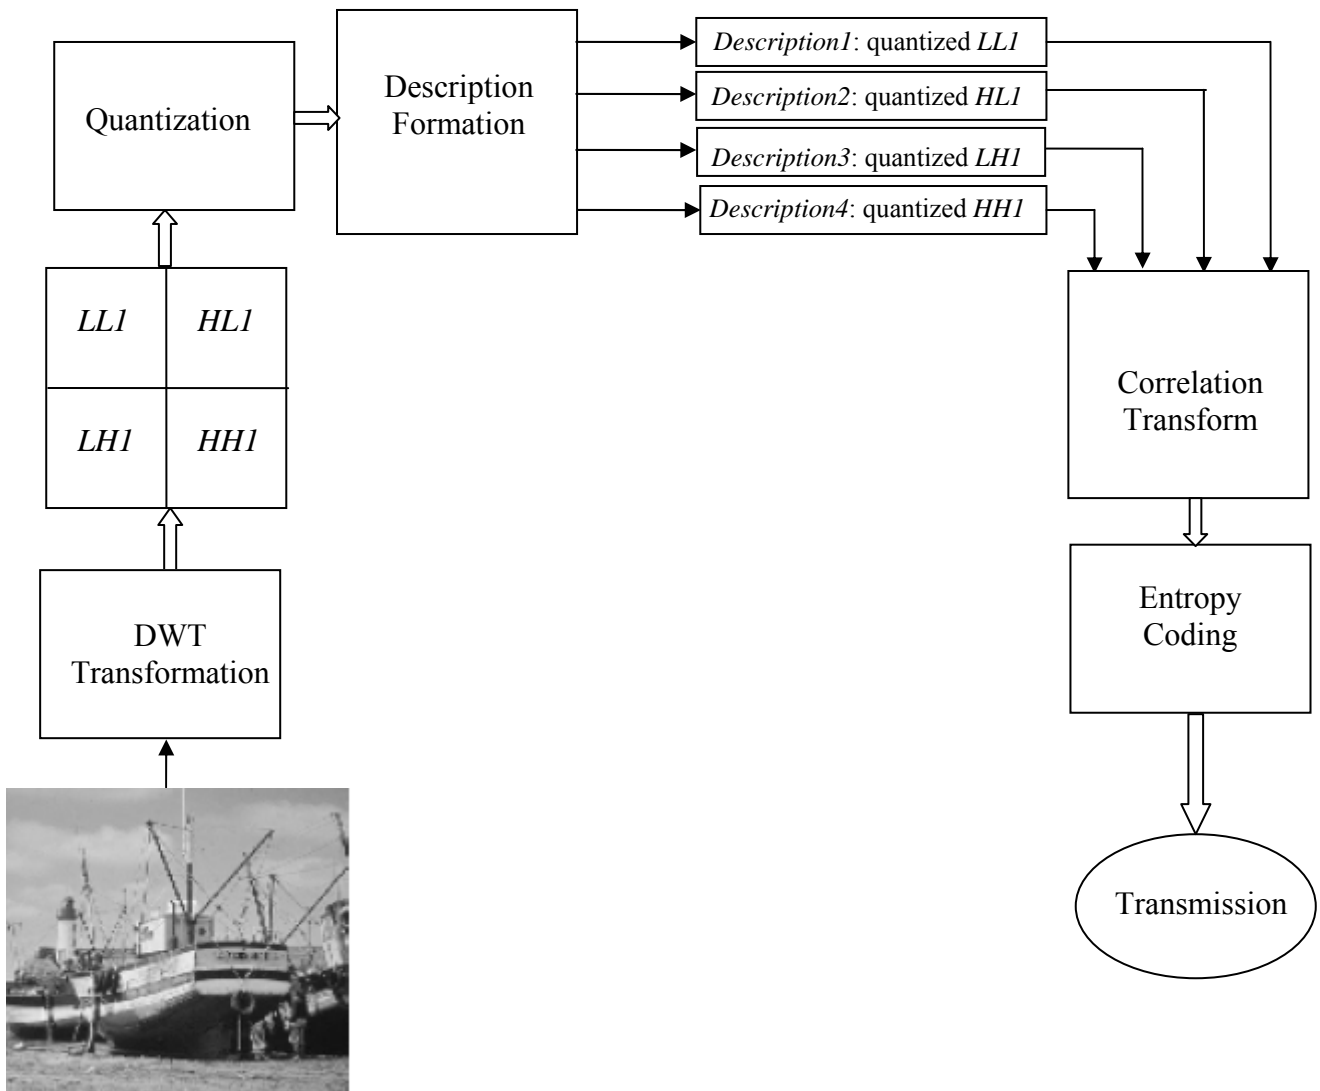 Quantization
Description
Formation
Description1: quantized LL1
Description2: quantized HL1
Description3: quantized LH1
Description4: quantized HH1
LL1 HL1
LH1 HH1
Correlation
Transform
DWT
Transformation
Entropy
Coding
Transmission